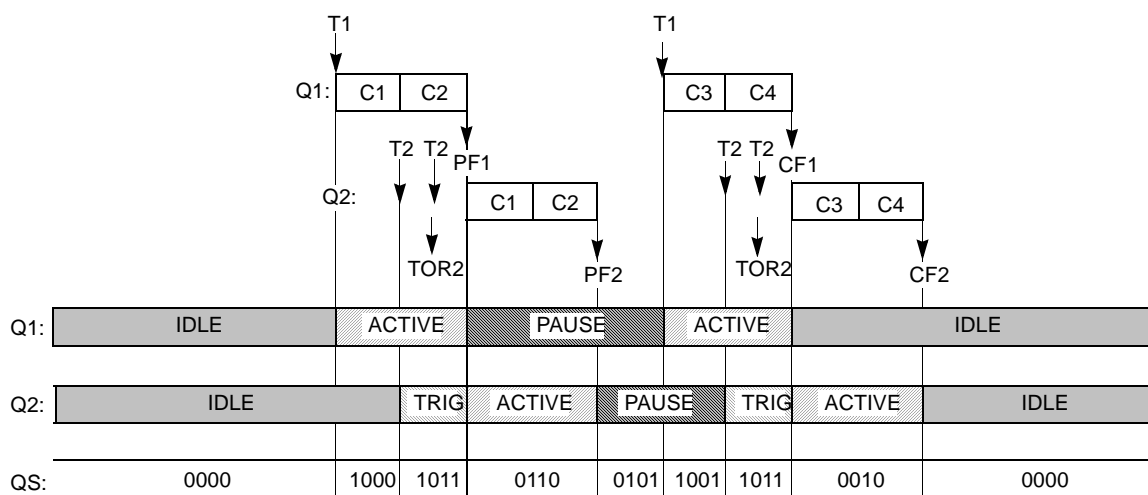 T1 T1
Q1: C1 C2 C3 C4
T2 T2 PF1 T2 T2 CF1
Q2: C1 C2 C3 C4
TOR2 PF2 TOR2 CF2
Q1: IDLE ACTIVE PAUSE ACTIVE IDLE
Q2: IDLE TRIG ACTIVE PAUSE TRIG ACTIVE IDLE
QS: 0000 1000 1011 0110 0101 1001 1011 0010 0000